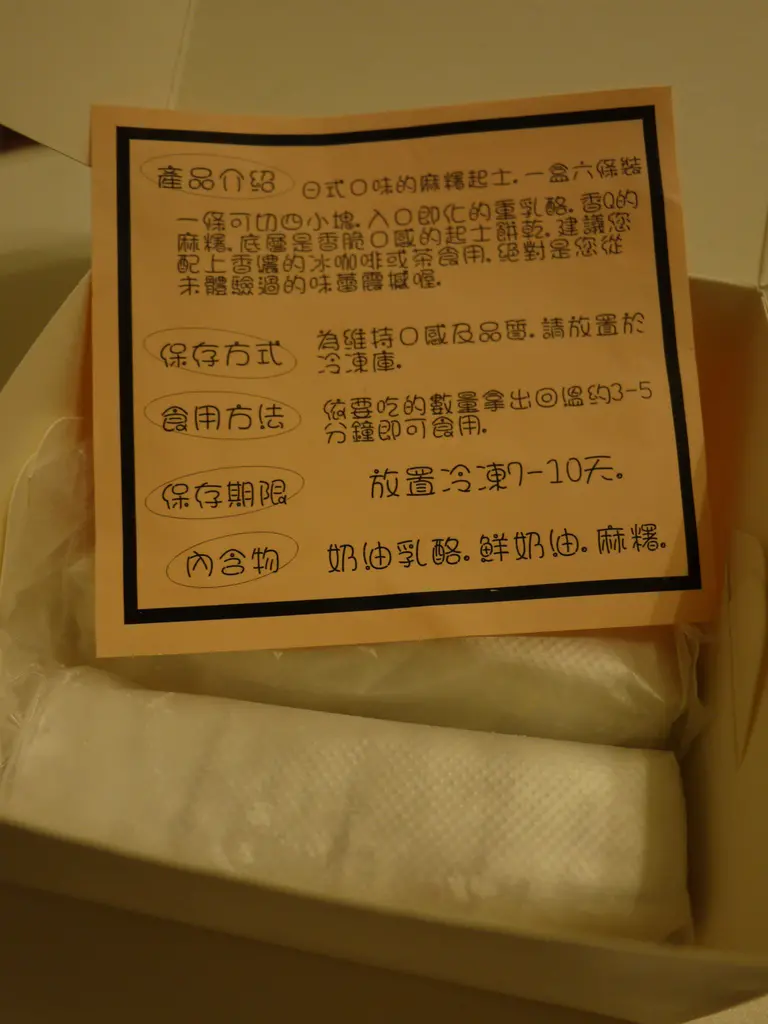 產品介紹 日式口味的麻糬起士.一盒六條裝
一條可切四小塊.入口即化的重乳酪.香Q的
麻糬.底層是香脆口感的起士餅乾.建議您
配上香濃的冰咖啡或茶食用.絕對是您從
未體驗過的味蕾震撼喔.
保存方式 為維持口感及品質.請放置於
冷凍庫.
食用方法 依要吃的數量拿出回溫約3-5
分鐘即可食用.
保存期限 放置冷凍7-10天。
內含物 奶油乳酪.鮮奶油.麻糬。